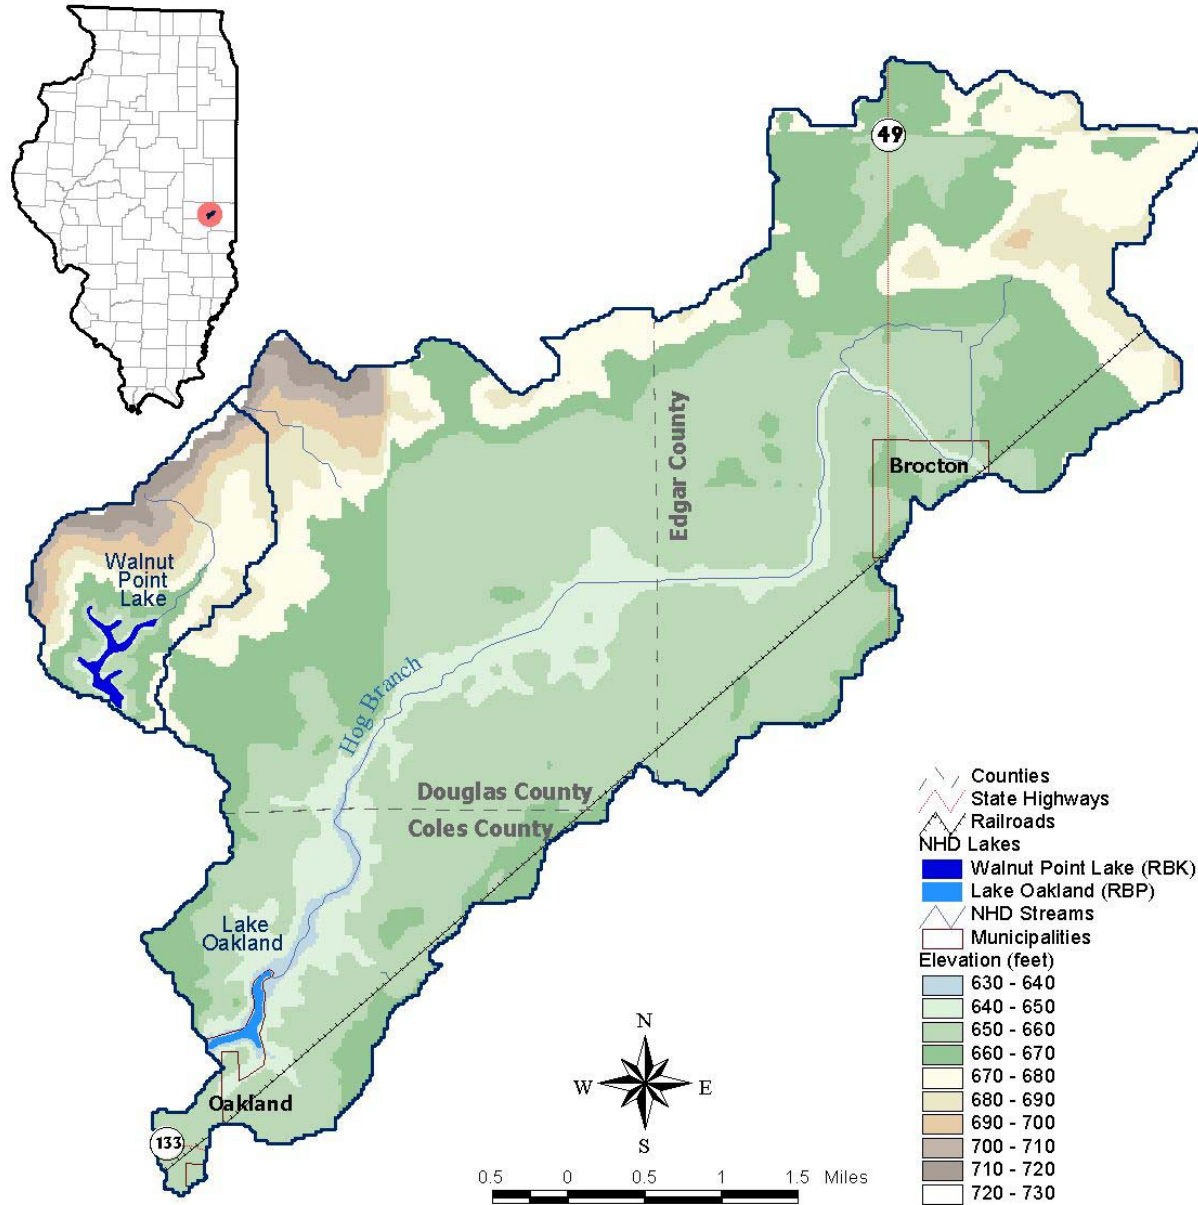 49
Edgar County
Brocton
Walnut
Point
Lake
Hog Branch
Douglas County
Coles County
Lake
Oakland
Oakland
133
N
W
E
S
0.5 0 0.5 1 1.5 Miles
Counties
State Highways
Railroads
NHD Lakes
Walnut Point Lake (RBK)
Lake Oakland (RBP)
NHD Streams
Municipalities
Elevation (feet)
630 - 640
640 - 650
650 - 660
660 - 670
670 - 680
680 - 690
690 - 700
700 - 710
710 - 720
720 - 730